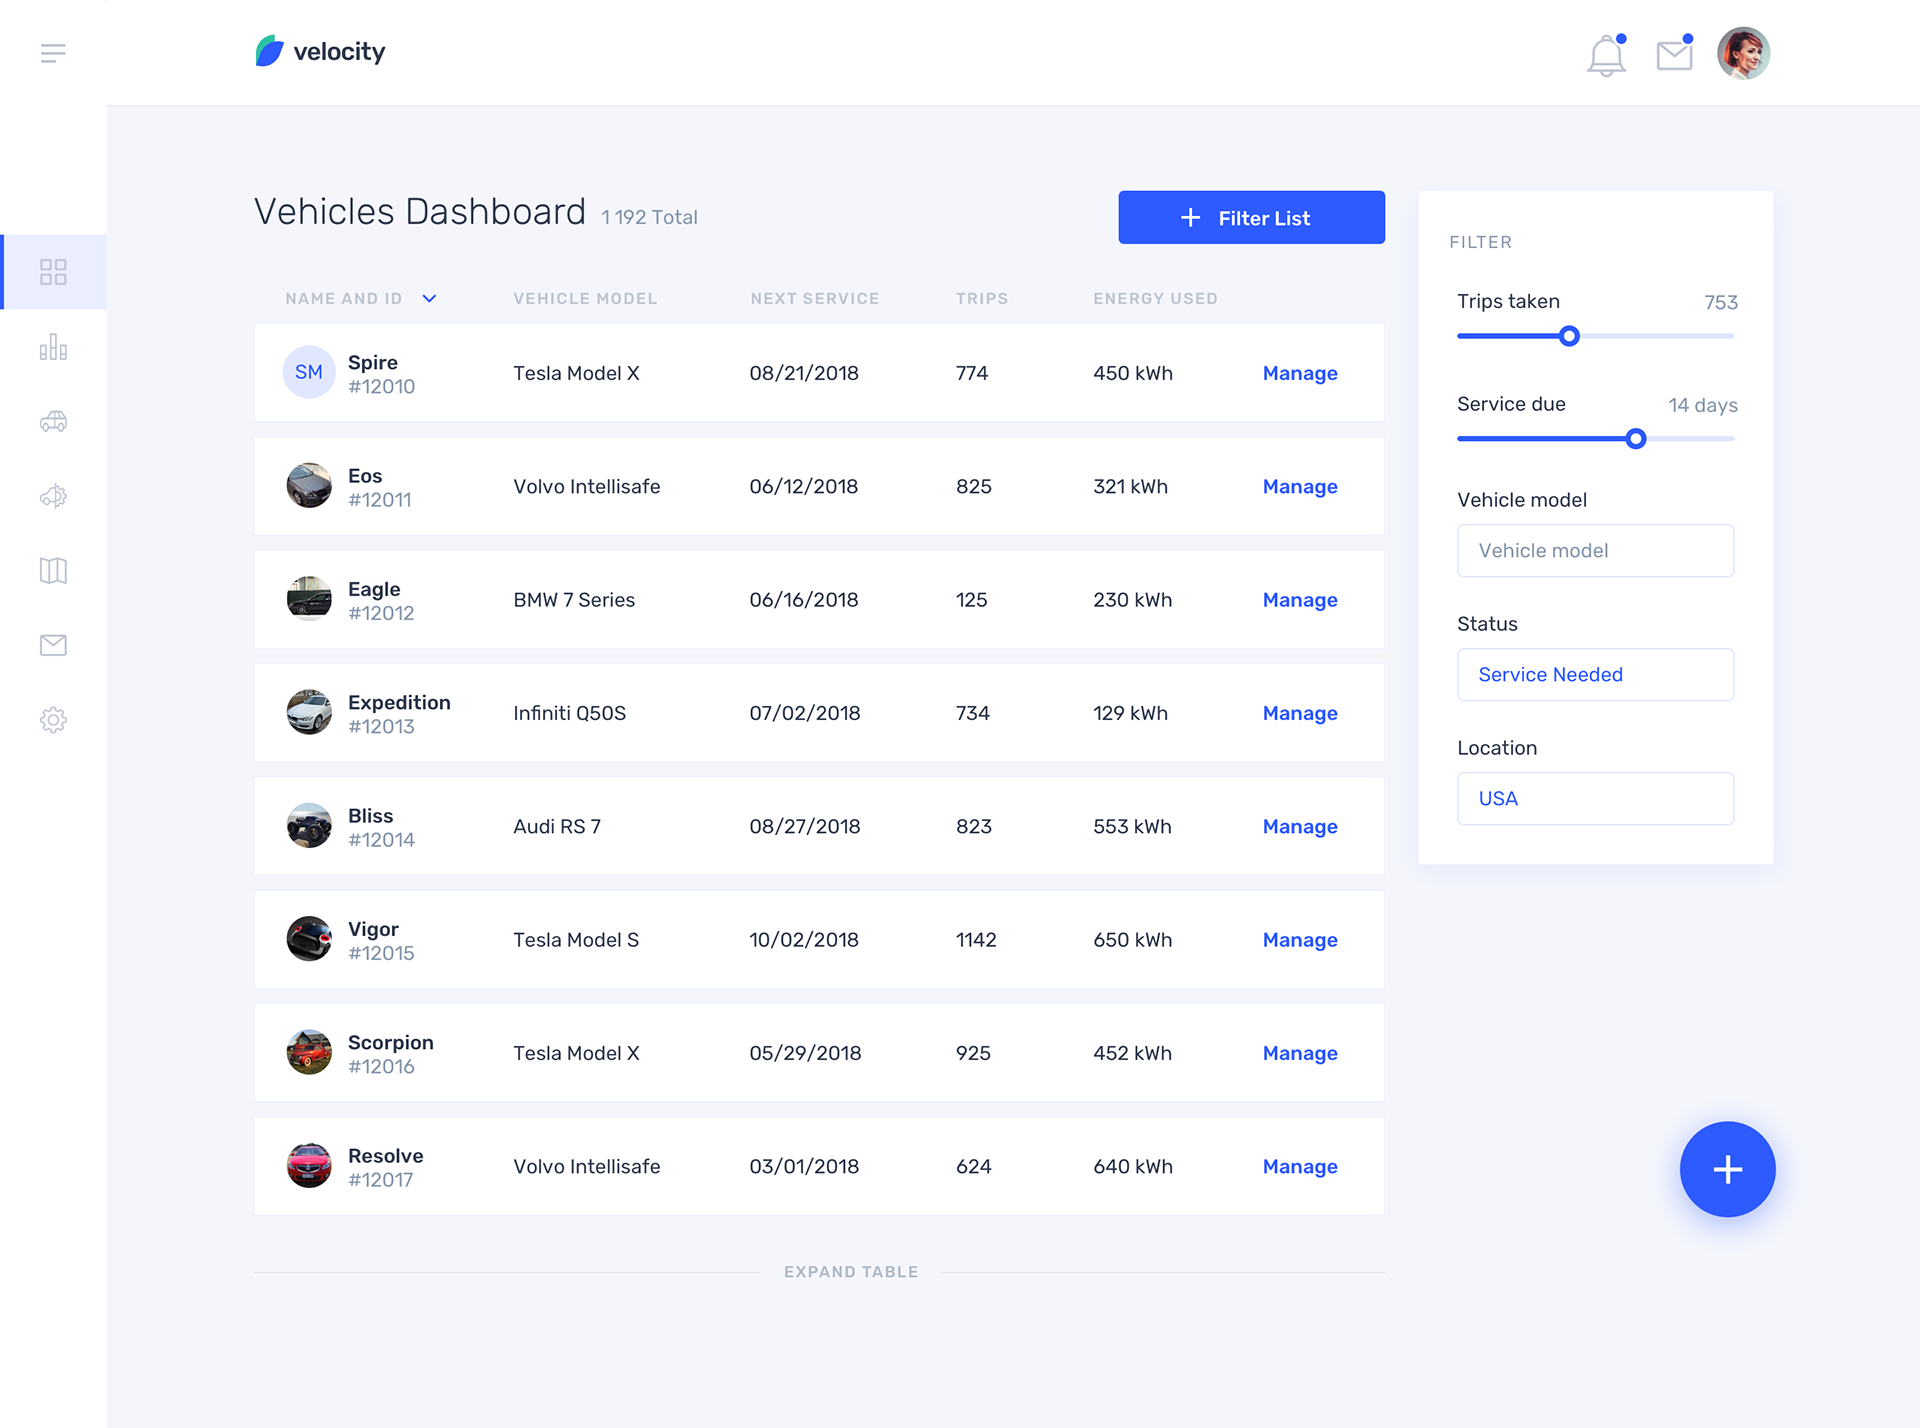 velocity
Vehicles Dashboard 1 192 Total
+ Filter List
NAME AND ID VEHICLE MODEL NEXT SERVICE TRIPS ENERGY USED
SM Spire
#12010
Tesla Model X 08/21/2018 774 450 kWh Manage
Eos
#12011
Volvo Intellisafe 06/12/2018 825 321 kWh Manage
Eagle
#12012
BMW 7 Series 06/16/2018 125 230 kWh Manage
Expedition
#12013
Infiniti Q50S 07/02/2018 734 129 kWh Manage
Bliss
#12014
Audi RS 7 08/27/2018 823 553 kWh Manage
Vigor
#12015
Tesla Model S 10/02/2018 1142 650 kWh Manage
Scorpion
#12016
Tesla Model X 05/29/2018 925 452 kWh Manage
Resolve
#12017
Volvo Intellisafe 03/01/2018 624 640 kWh Manage
EXPAND TABLE
FILTER
Trips taken 753
Service due 14 days
Vehicle model
Vehicle model
Status
Service Needed
Location
USA